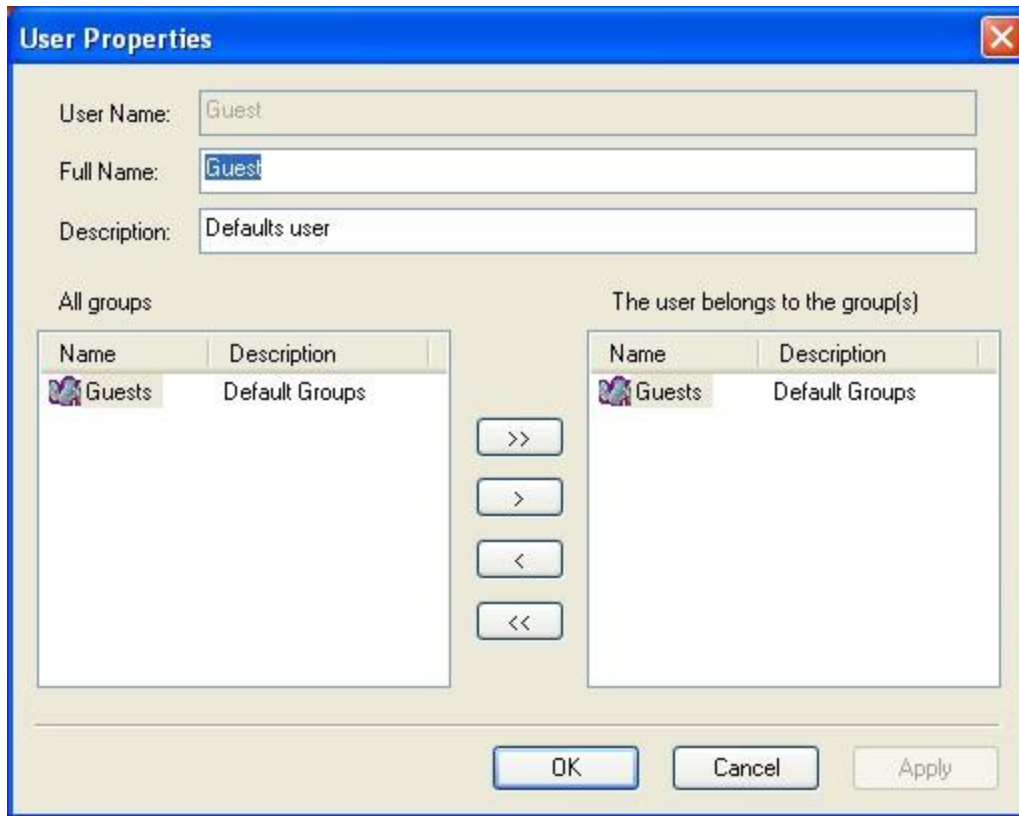 User Properties
User Name: Guest
Full Name: Guest
Description: Defaults user
All groups The user belongs to the group(s)
Name Description Name Description
Guests Default Groups Guests Default Groups
>>
>
<
<<
OK Cancel Apply